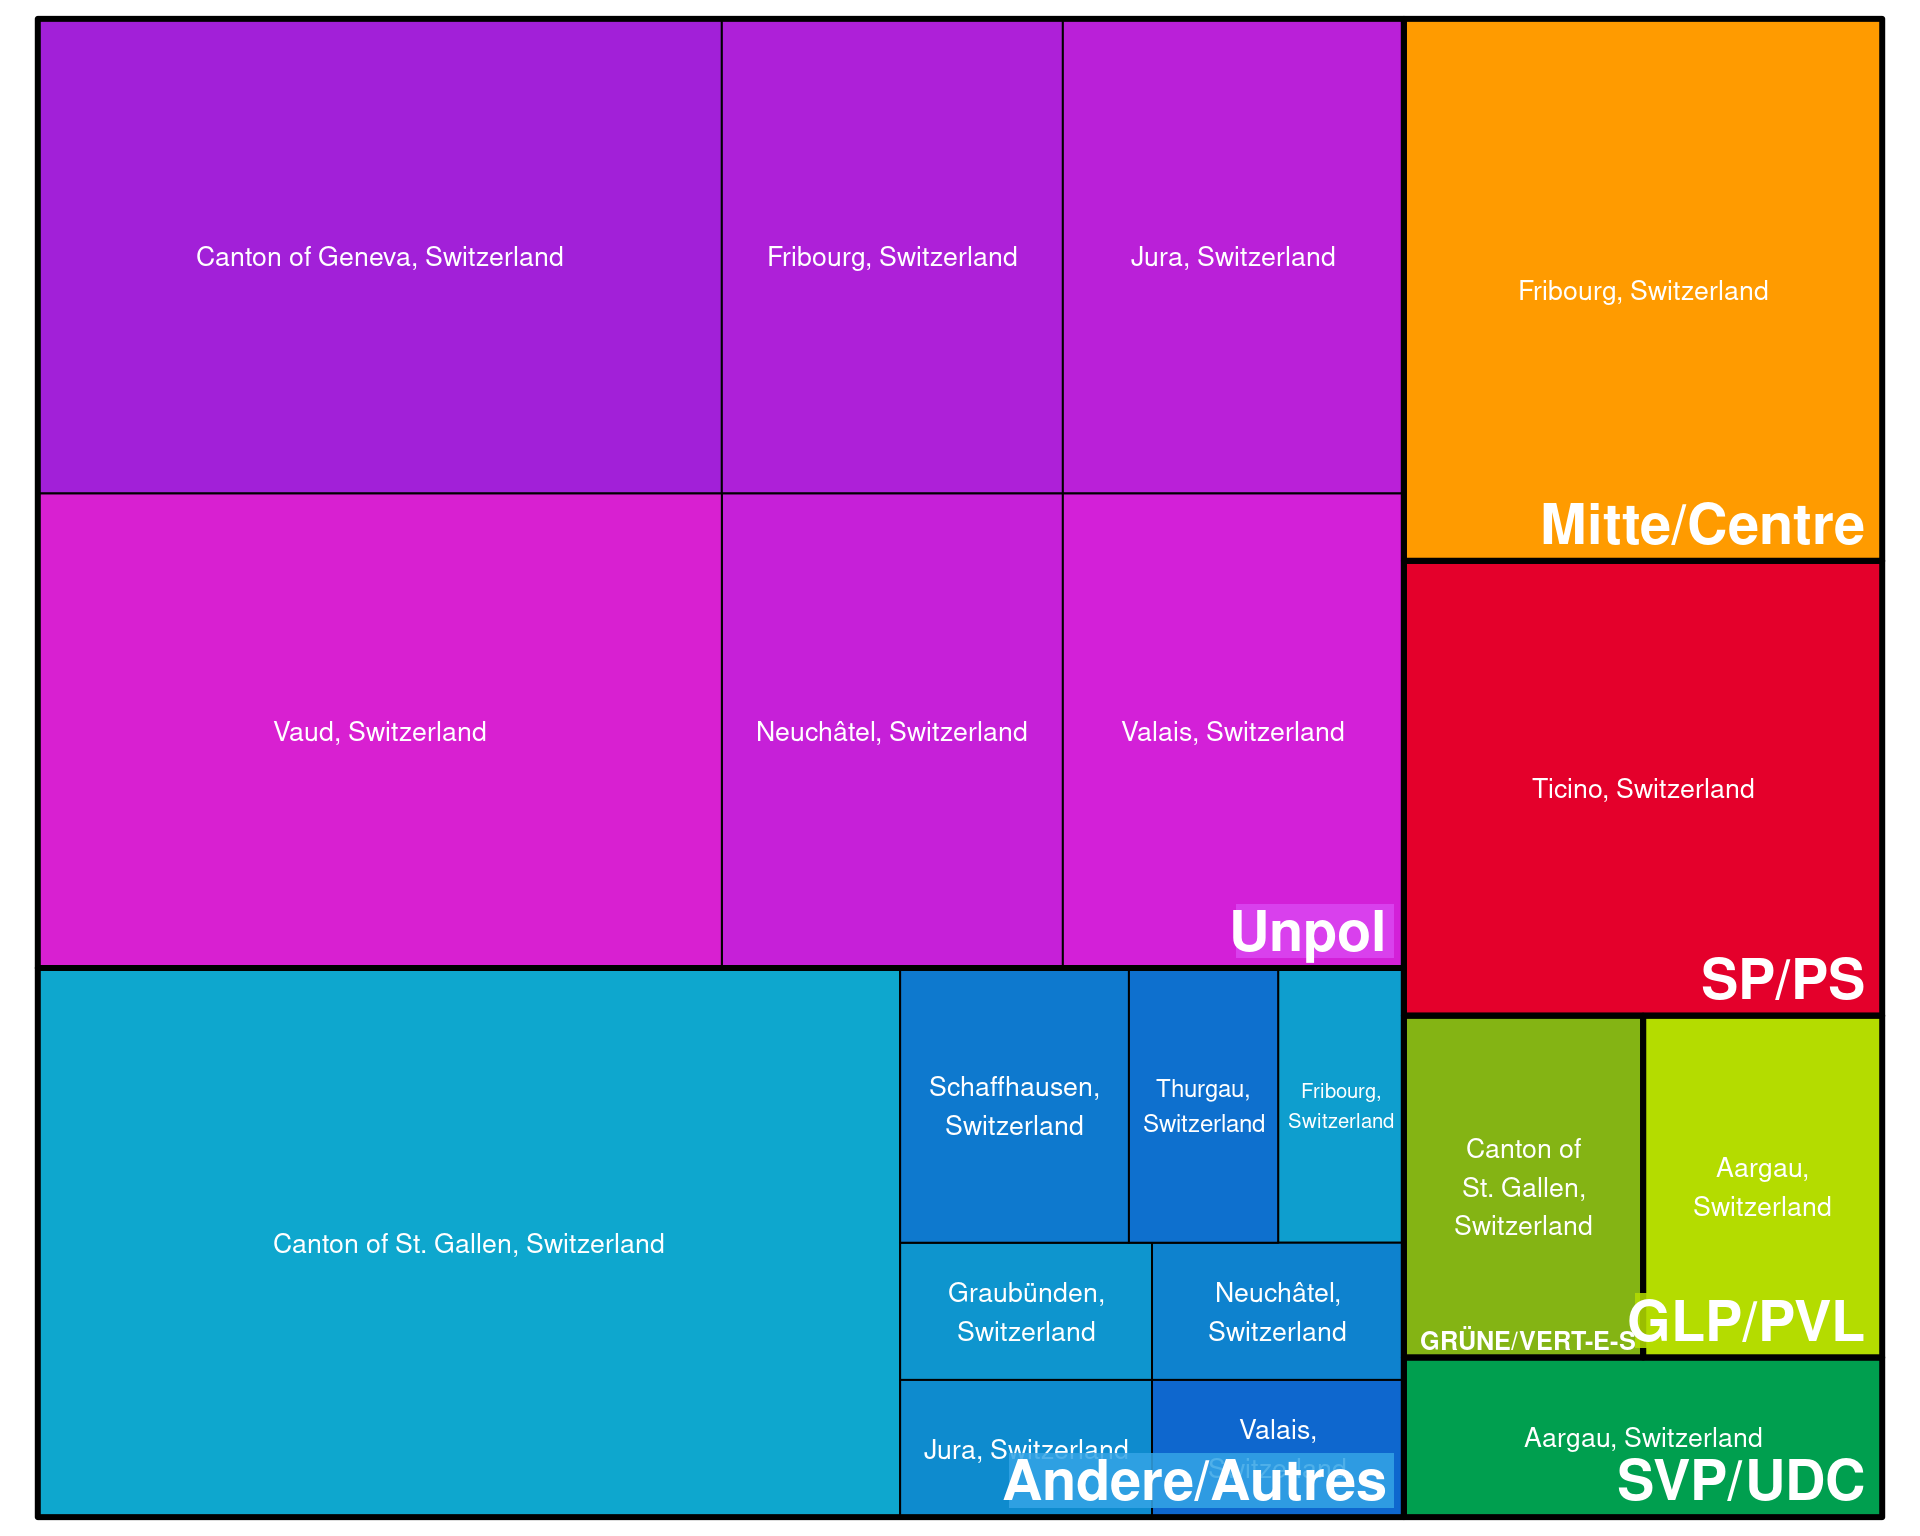 Canton of Geneva, Switzerland
Fribourg, Switzerland
Jura, Switzerland
Vaud, Switzerland
Neuchâtel, Switzerland
Valais, Switzerland
Unpol
Fribourg, Switzerland
Mitte/Centre
Ticino, Switzerland
SP/PS
Canton of St. Gallen, Switzerland
Schaffhausen,
Switzerland
Thurgau,
Switzerland
Fribourg,
Switzerland
Graubünden,
Switzerland
Neuchâtel,
Switzerland
Jura, Switzerland
Valais,
Switzerland
Andere/Autres
Canton of
St. Gallen,
Switzerland
GRÜNE/VERT-E-S
Aargau,
Switzerland
GLP/PVL
Aargau, Switzerland
SVP/UDC